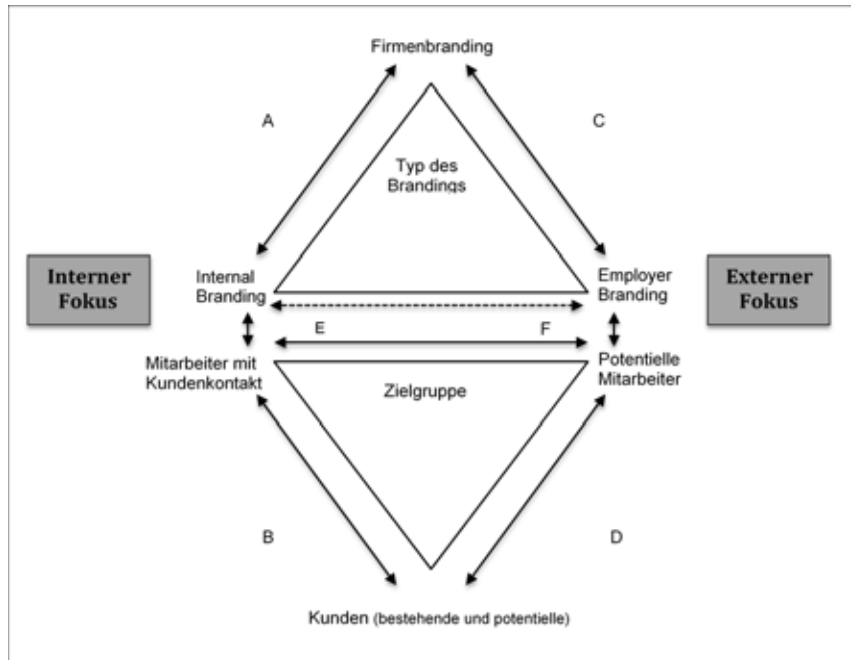 Firmenbranding
A
C
Typ des
Brandings
Interner
Fokus
Internal
Branding
Employer
Branding
Externer
Fokus
E
F
Mitarbeiter mit
Kundenkontakt
Potentielle
Mitarbeiter
Zielgruppe
B
D
Kunden (bestehende und potentielle)